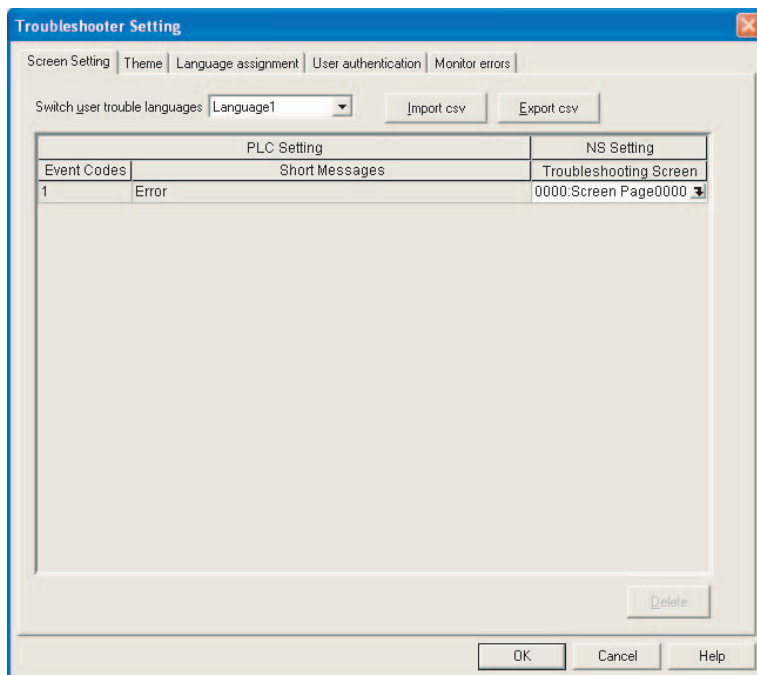 Troubleshooter Setting
Screen Setting Theme Language assignment User authentication Monitor errors
Switch user trouble languages Language1 Import csv Export csv
PLC Setting NS Setting
Event Codes Short Messages Troubleshooting Screen
1 Error 0000:Screen Page0000
Delete
OK Cancel Help